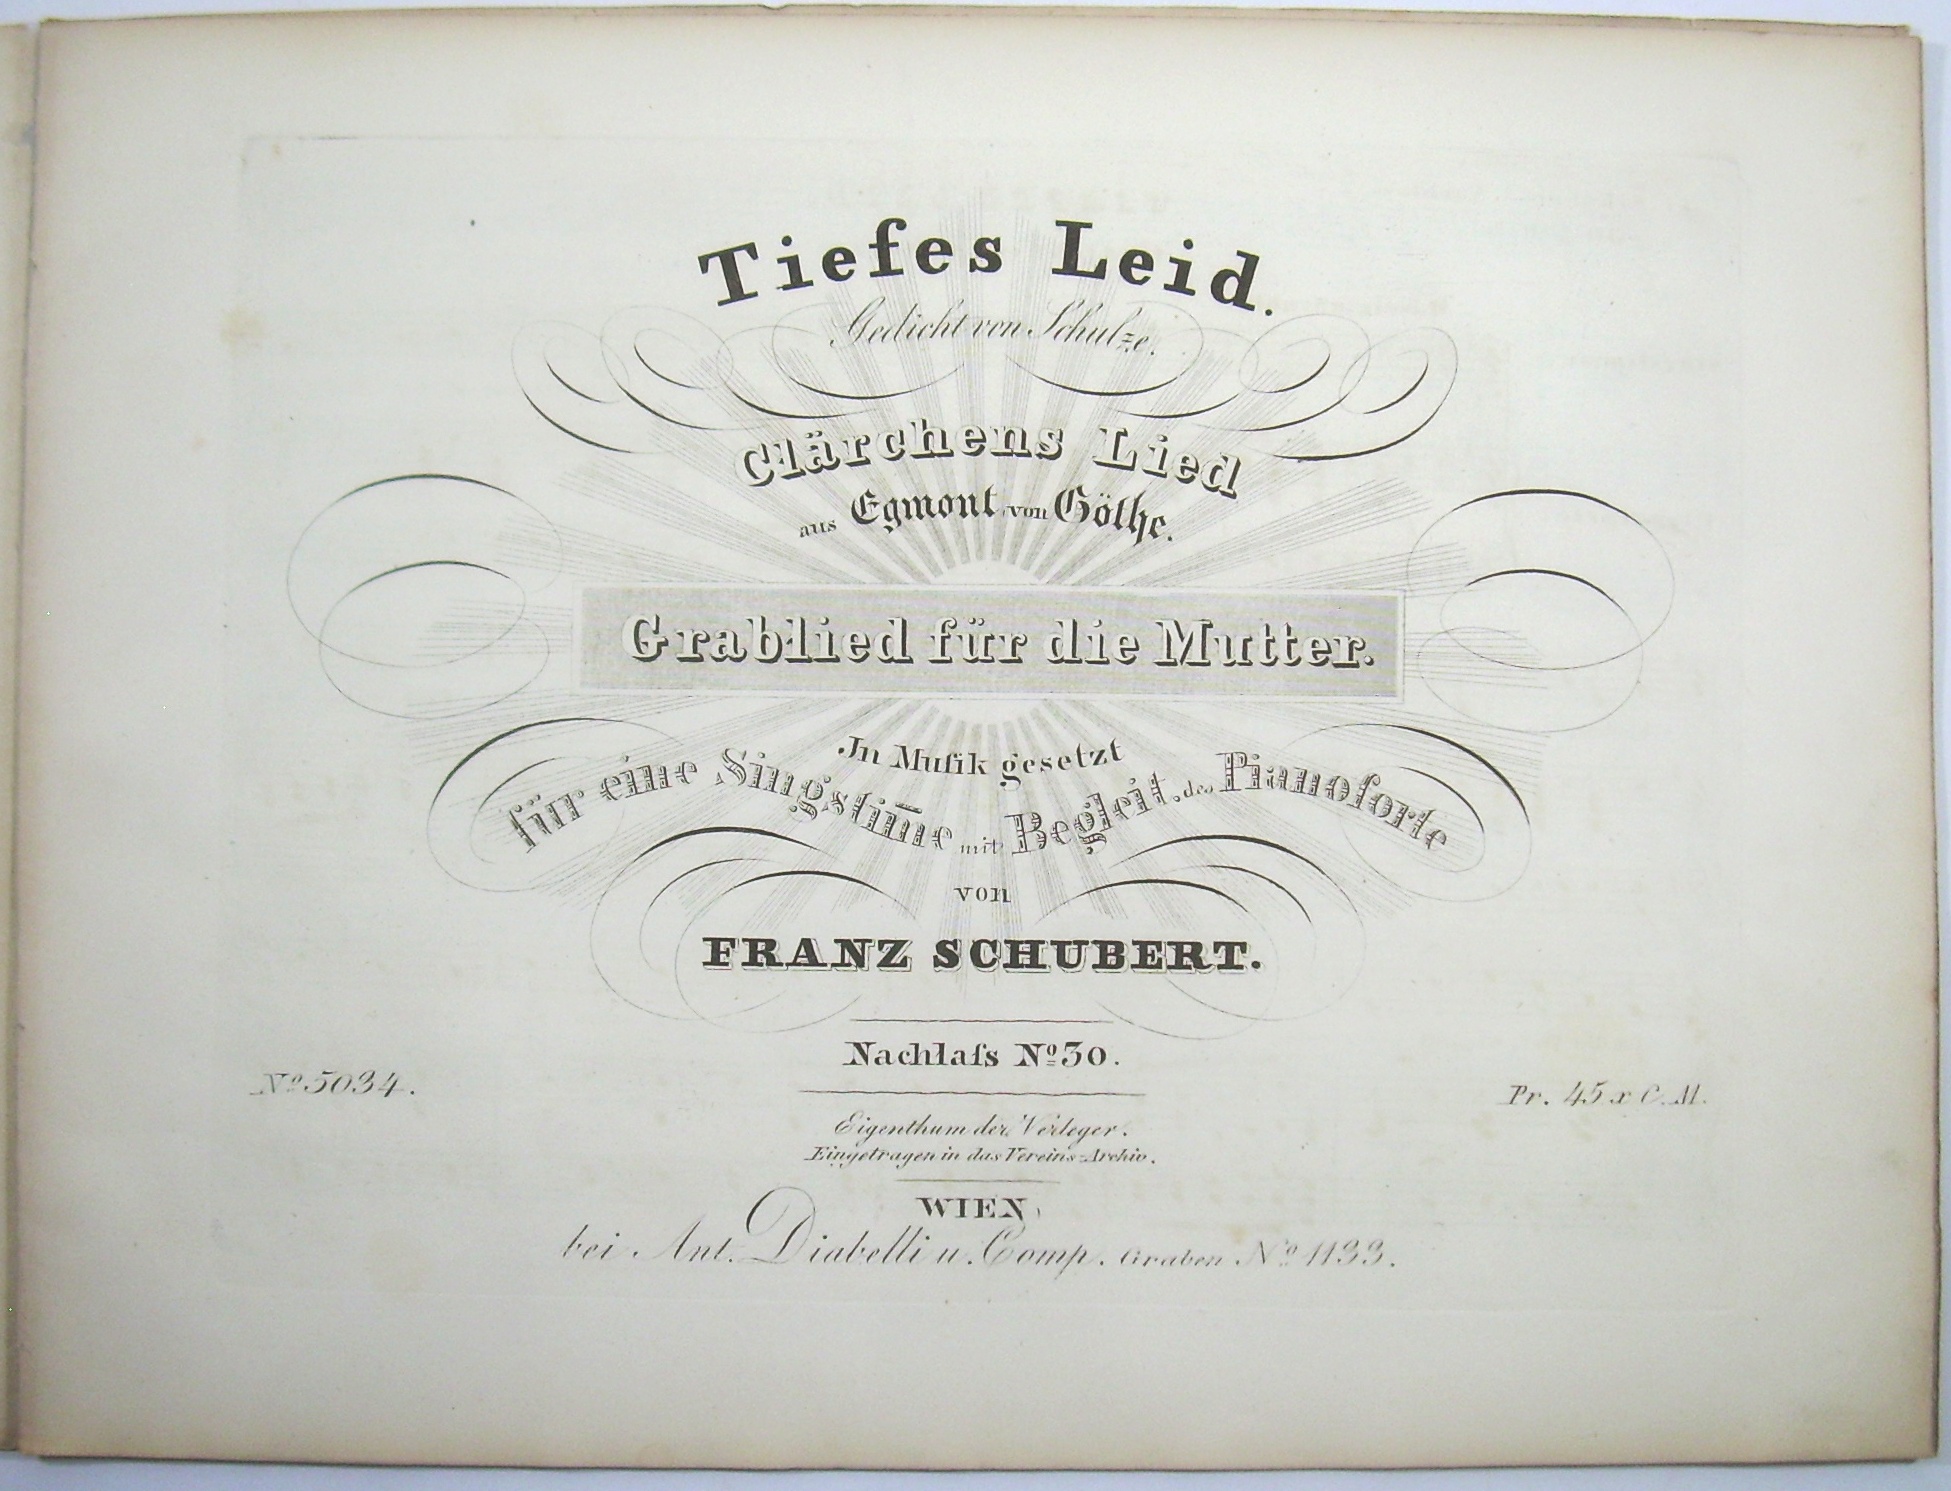 Tiefes Leid.
Gedicht von Schulze.
Clärchens Lied
aus Egmont von Göthe.
Grablied für die Mutter.
In Muſik gesetzt
für eine Singstim̅e mit Begleit. des Pianoforte
von
FRANZ SCHUBERT.
Nachlaſs Nº 30.
Nº 5034.
Pr. 45 x C. M.
Eigenthum der Verleger.
Eingetragen in das Vereins-Archiv.
WIEN,
bei Ant. Diabelli u. Comp. Graben Nº 1133.